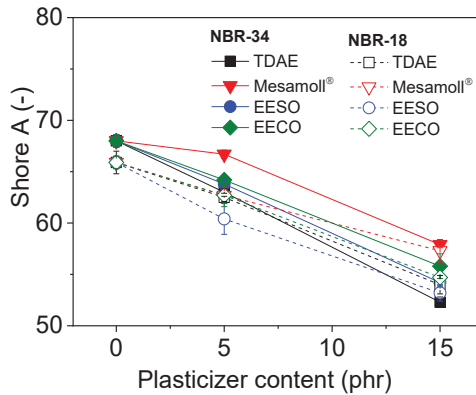 NBR-34 NBR-18
TDAE TDAE
Mesamoll® Mesamoll®
EESO EESO
EECO EECO
80
70
60
50
Shore A (-)
0 5 10 15
Plasticizer content (phr)